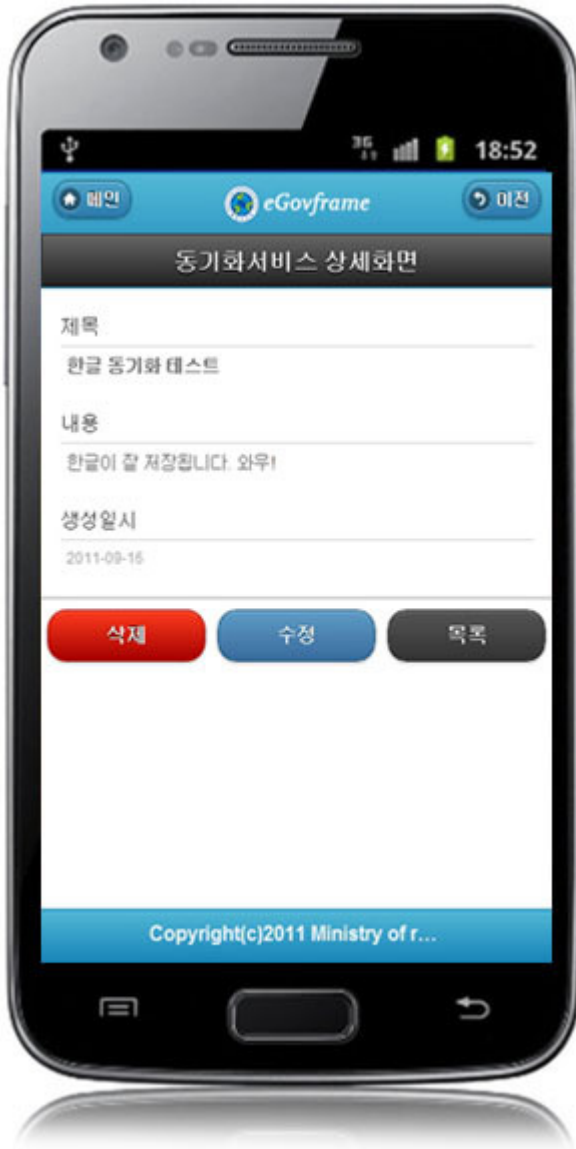 3G
18:52
메인
eGovframe
이전
동기화서비스 상세화면
제목
한글 동기화 테스트
내용
한글이 잘 저장됩니다. 와우!
생성일시
2011-09-16
삭제
수정
목록
Copyright(c)2011 Ministry of r...